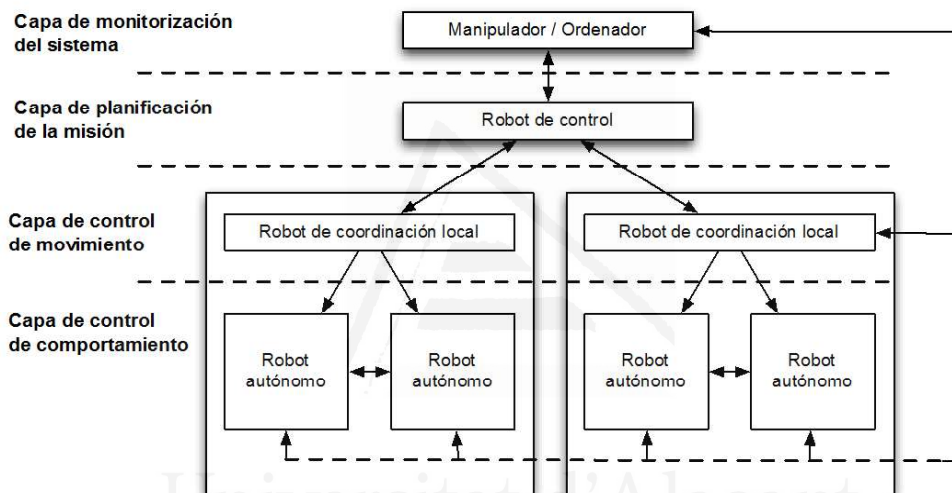 Capa de monitorización
del sistema
Manipulador / Ordenador
Capa de planificación
de la misión
Robot de control
Capa de control
de movimiento
Robot de coordinación local
Robot de coordinación local
Capa de control
de comportamiento
Robot
autónomo
Robot
autónomo
Robot
autónomo
Robot
autónomo
Universitat d'Alacant